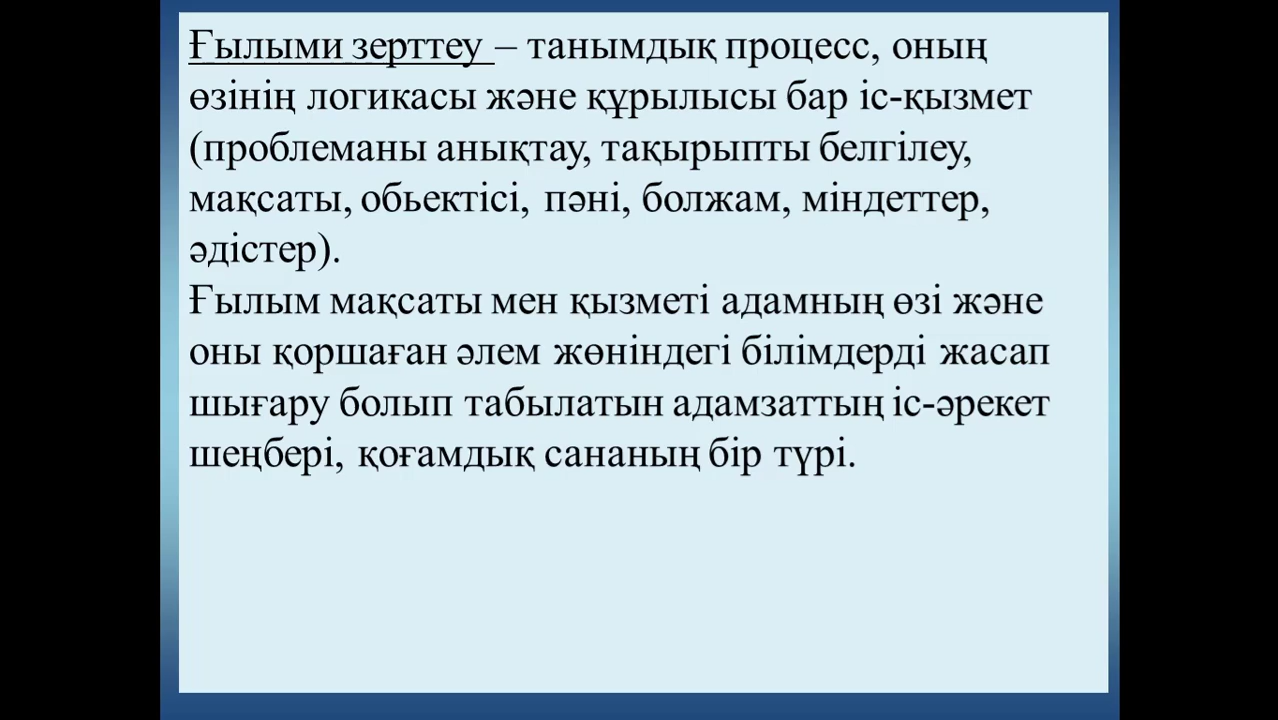 Ғылыми зерттеу – танымдық процесс, оның
өзінің логикасы және құрылысы бар іс-қызмет
(проблеманы анықтау, тақырыпты белгілеу,
мақсаты, обьектісі, пәні, болжам, міндеттер,
әдістер).
Ғылым мақсаты мен қызметі адамның өзі және
оны қоршаған әлем жөніндегі білімдерді жасап
шығару болып табылатын адамзаттың іс-әрекет
шеңбері, қоғамдық сананың бір түрі.